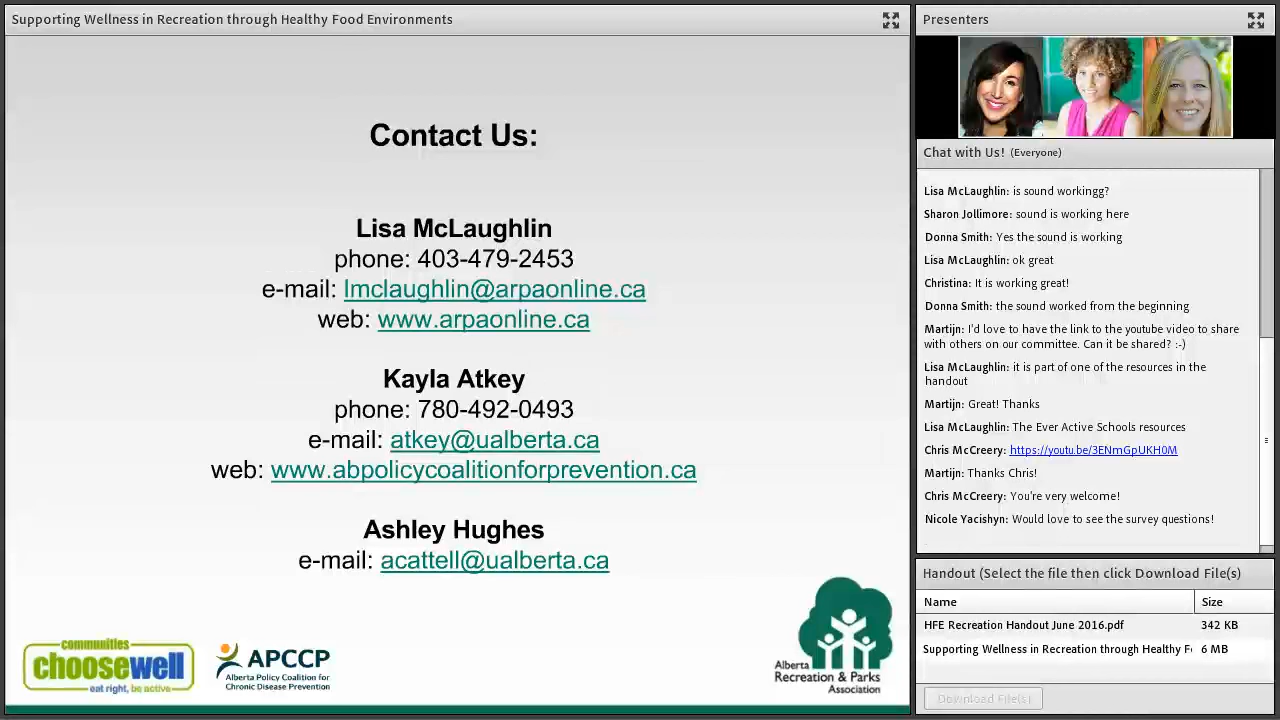 Supporting Wellness in Recreation through Healthy Food Environments
Contact Us:
Lisa McLaughlin
phone: 403-479-2453
e-mail: lmclaughlin@arpaonline.ca
web: www.arpaonline.ca
Kayla Atkey
phone: 780-492-0493
e-mail: atkey@ualberta.ca
web: www.abpolicycoalitionforprevention.ca
Ashley Hughes
e-mail: acattell@ualberta.ca
communities
choosewell
eat right, be active
APCCP
Alberta Policy Coalition for
Chronic Disease Prevention
Alberta
Recreation & Parks
Association
Presenters
Chat with Us! (Everyone)
Lisa McLaughlin: is sound workingg?
Sharon Jollimore: sound is working here
Donna Smith: Yes the sound is working
Lisa McLaughlin: ok great
Christina: It is working great!
Donna Smith: the sound worked from the beginning
Martijn: I'd love to have the link to the youtube video to share
with others on our committee. Can it be shared? :-)
Lisa McLaughlin: it is part of one of the resources in the
handout
Martijn: Great! Thanks
Lisa McLaughlin: The Ever Active Schools resources
Chris McCreery: https://youtu.be/3ENmGpUKH0M
Martijn: Thanks Chris!
Chris McCreery: You're very welcome!
Nicole Yacishyn: Would love to see the survey questions!
Handout (Select the file then click Download File(s)
Name Size
HFE Recreation Handout June 2016.pdf 342 KB
Supporting Wellness in Recreation through Healthy Fo 6 MB
Download File(s)